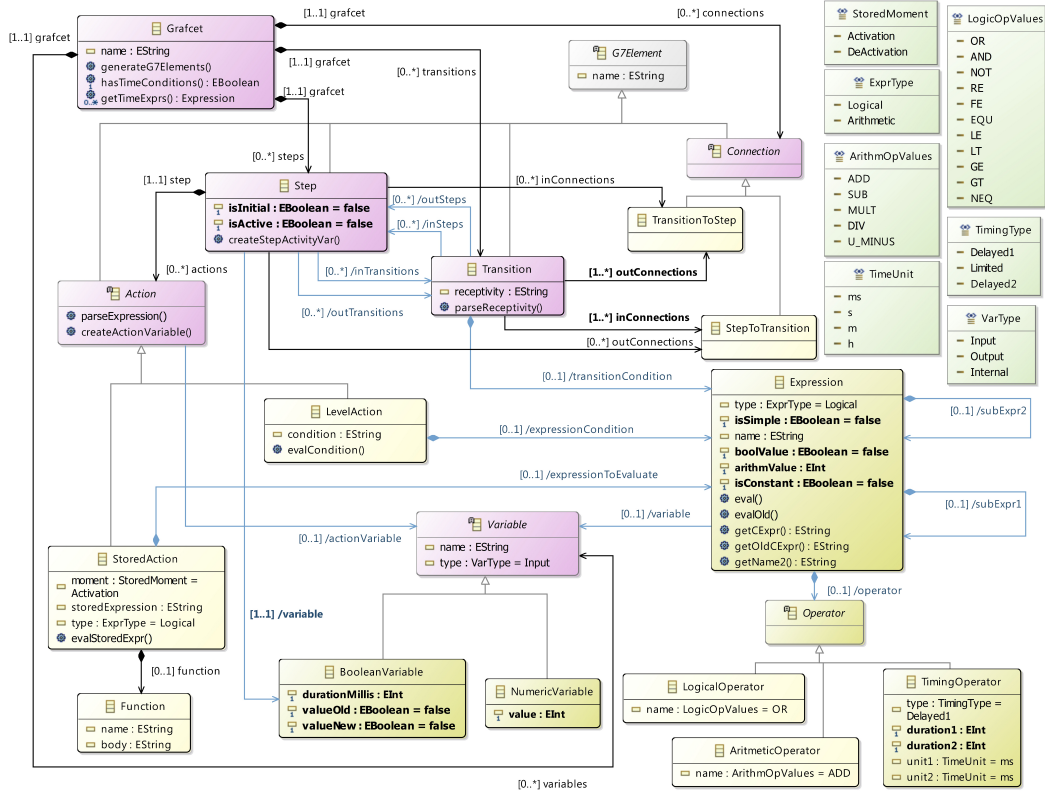 Grafcet
name : EString
generateG7Elements()
hasTimeConditions() : EBoolean
getTimeExprs() : Expression
0..*
[1..1] grafcet
[1..1] grafcet
[1..1] grafcet
[1..1] grafcet
[0..*] connections
[0..*] transitions
[0..*] steps
G7Element
name : EString
Connection
StoredMoment
Activation
DeActivation
ExprType
Logical
Arithmetic
ArithmOpValues
ADD
SUB
MULT
DIV
U_MINUS
TimeUnit
ms
s
m
h
LogicOpValues
OR
AND
NOT
RE
FE
EQU
LE
LT
GE
GT
NEQ
TimingType
Delayed1
Limited
Delayed2
VarType
Input
Output
Internal
[1..1] step
Step
isInitial : EBoolean = false
isActive : EBoolean = false
createStepActivityVar()
[0..*] /outSteps
[0..*] /inSteps
[0..*] inConnections
TransitionToStep
[0..*] actions
[0..*] /inTransitions
[0..*] /outTransitions
Transition
receptivity : EString
parseReceptivity()
[1..*] outConnections
[1..*] inConnections
[0..*] outConnections
StepToTransition
Action
parseExpression()
createActionVariable()
[0..1] /transitionCondition
LevelAction
condition : EString
evalCondition()
[0..1] /expressionCondition
[0..1] /expressionToEvaluate
Expression
type : ExprType = Logical
isSimple : EBoolean = false
name : EString
boolValue : EBoolean = false
arithmValue : EInt
isConstant : EBoolean = false
eval()
evalOld()
getCExpr() : EString
getOldCExpr() : EString
getName2() : EString
[0..1] /subExpr2
[0..1] /subExpr1
[0..1] /variable
[0..1] /actionVariable
Variable
name : EString
type : VarType = Input
StoredAction
moment : StoredMoment =
Activation
storedExpression : EString
type : ExprType = Logical
evalStoredExpr()
[1..1] /variable
[0..1] /operator
Operator
[0..1] function
Function
name : EString
body : EString
BooleanVariable
durationMillis : EInt
valueOld : EBoolean = false
valueNew : EBoolean = false
NumericVariable
value : EInt
LogicalOperator
name : LogicOpValues = OR
AritmeticOperator
name : ArithmOpValues = ADD
TimingOperator
type : TimingType =
Delayed1
duration1 : EInt
duration2 : EInt
unit1 : TimeUnit = ms
unit2 : TimeUnit = ms
[0..*] variables